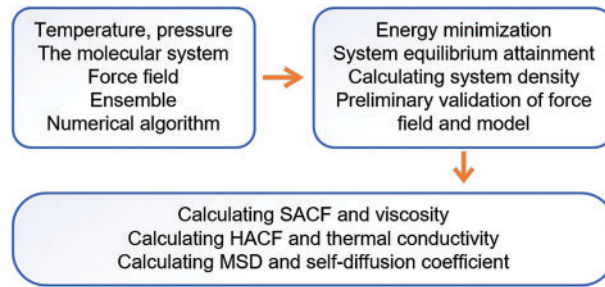 Temperature, pressure
The molecular system
Force field
Ensemble
Numerical algorithm
Energy minimization
System equilibrium attainment
Calculating system density
Preliminary validation of force
field and model
Calculating SACF and viscosity
Calculating HACF and thermal conductivity
Calculating MSD and self-diffusion coefficient